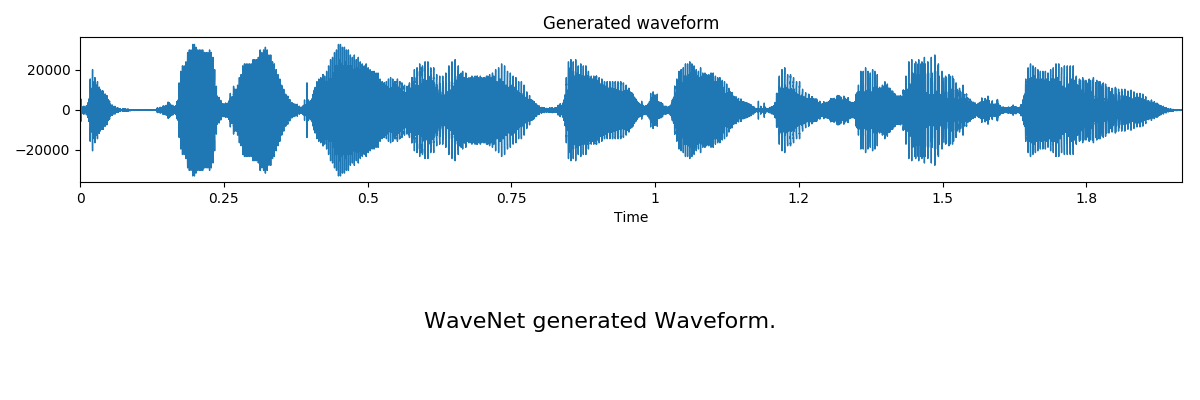 Generated waveform
20000
0
−20000
0 0.25 0.5 0.75 1 1.2 1.5 1.8
Time
WaveNet generated Waveform.